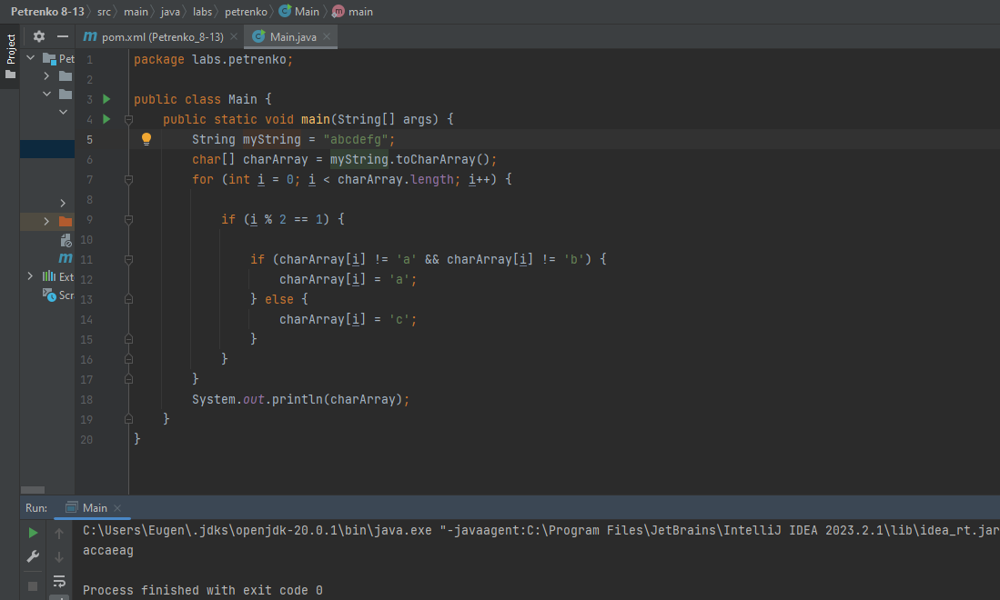 Petrenko 8-13 src main java labs petrenko Main main
Project
pom.xml (Petrenko_8-13) Main.java
Pet
Ext
Scr
1 package labs.petrenko;
2
3 public class Main {
4 public static void main(String[] args) {
5 String myString = "abcdefg";
6 char[] charArray = myString.toCharArray();
7 for (int i = 0; i < charArray.length; i++) {
8
9 if (i % 2 == 1) {
10
11 if (charArray[i] != 'a' && charArray[i] != 'b') {
12 charArray[i] = 'a';
13 } else {
14 charArray[i] = 'c';
15 }
16 }
17 }
18 System.out.println(charArray);
19 }
20 }
Run: Main
C:\Users\Eugen\.jdks\openjdk-20.0.1\bin\java.exe "-javaagent:C:\Program Files\JetBrains\IntelliJ IDEA 2023.2.1\lib\idea_rt.jar
accaeag
Process finished with exit code 0